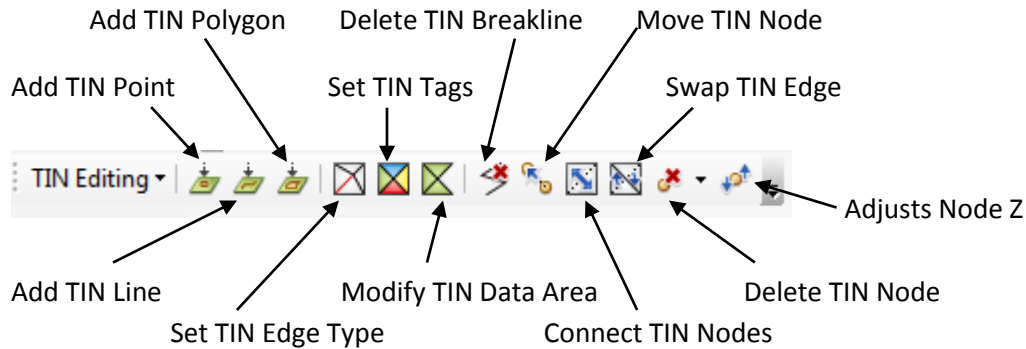 Add TIN Polygon Delete TIN Breakline Move TIN Node
Add TIN Point Set TIN Tags Swap TIN Edge
TIN Editing
Adjusts Node Z
Add TIN Line Modify TIN Data Area Delete TIN Node
Set TIN Edge Type Connect TIN Nodes